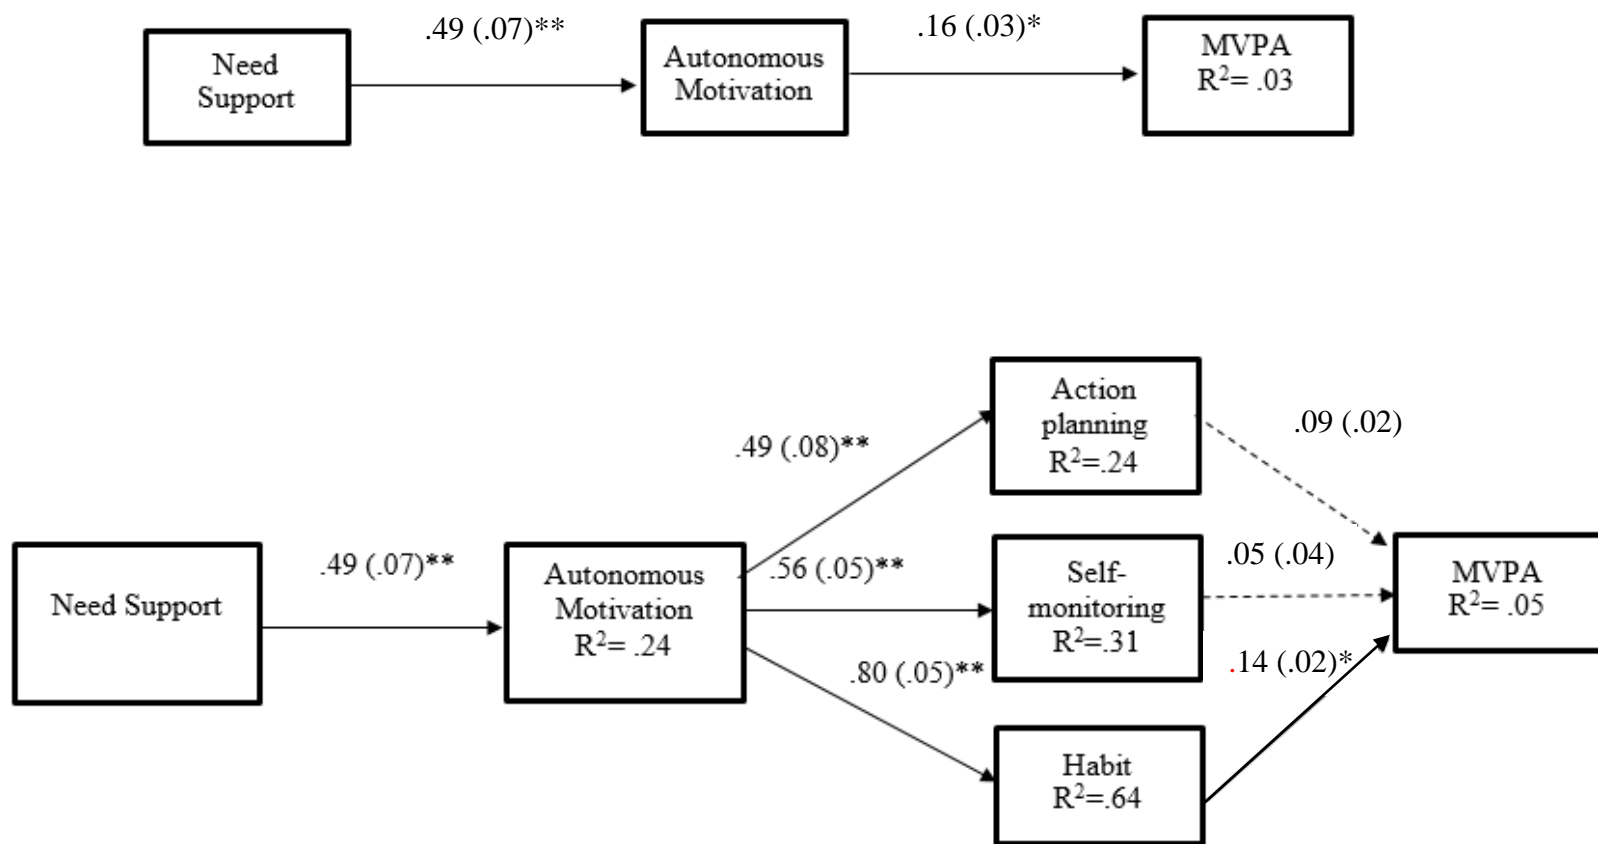 .49 (.07)**
.16 (.03)*
Need
Support
Autonomous
Motivation
MVPA
R²= .03
Need Support
.49 (.07)**
Autonomous
Motivation
R²= .24
.49 (.08)**
.56 (.05)**
.80 (.05)**
Action
planning
R²=.24
Self-
monitoring
R²=.31
Habit
R²=.64
.09 (.02)
.05 (.04)
.14 (.02)*
MVPA
R²= .05